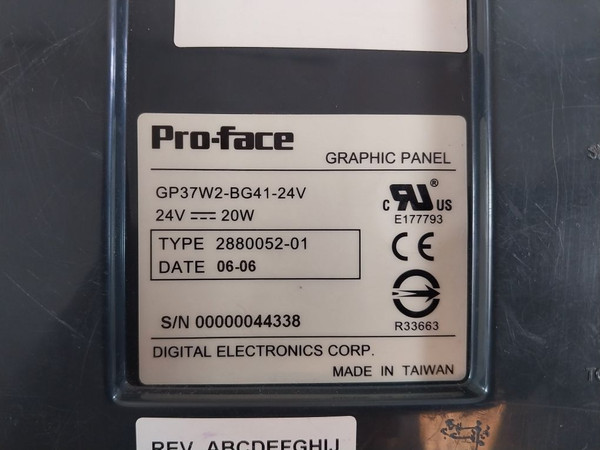 Pro-face
GRAPHIC PANEL
GP37W2-BG41-24V
24V ⎓ 20W
c RU ® US
E177793
TYPE 2880052-01
DATE 06-06
CE
R33663
S/N 00000044338
DIGITAL ELECTRONICS CORP.
MADE IN TAIWAN
REV ABCDEFGHIJ